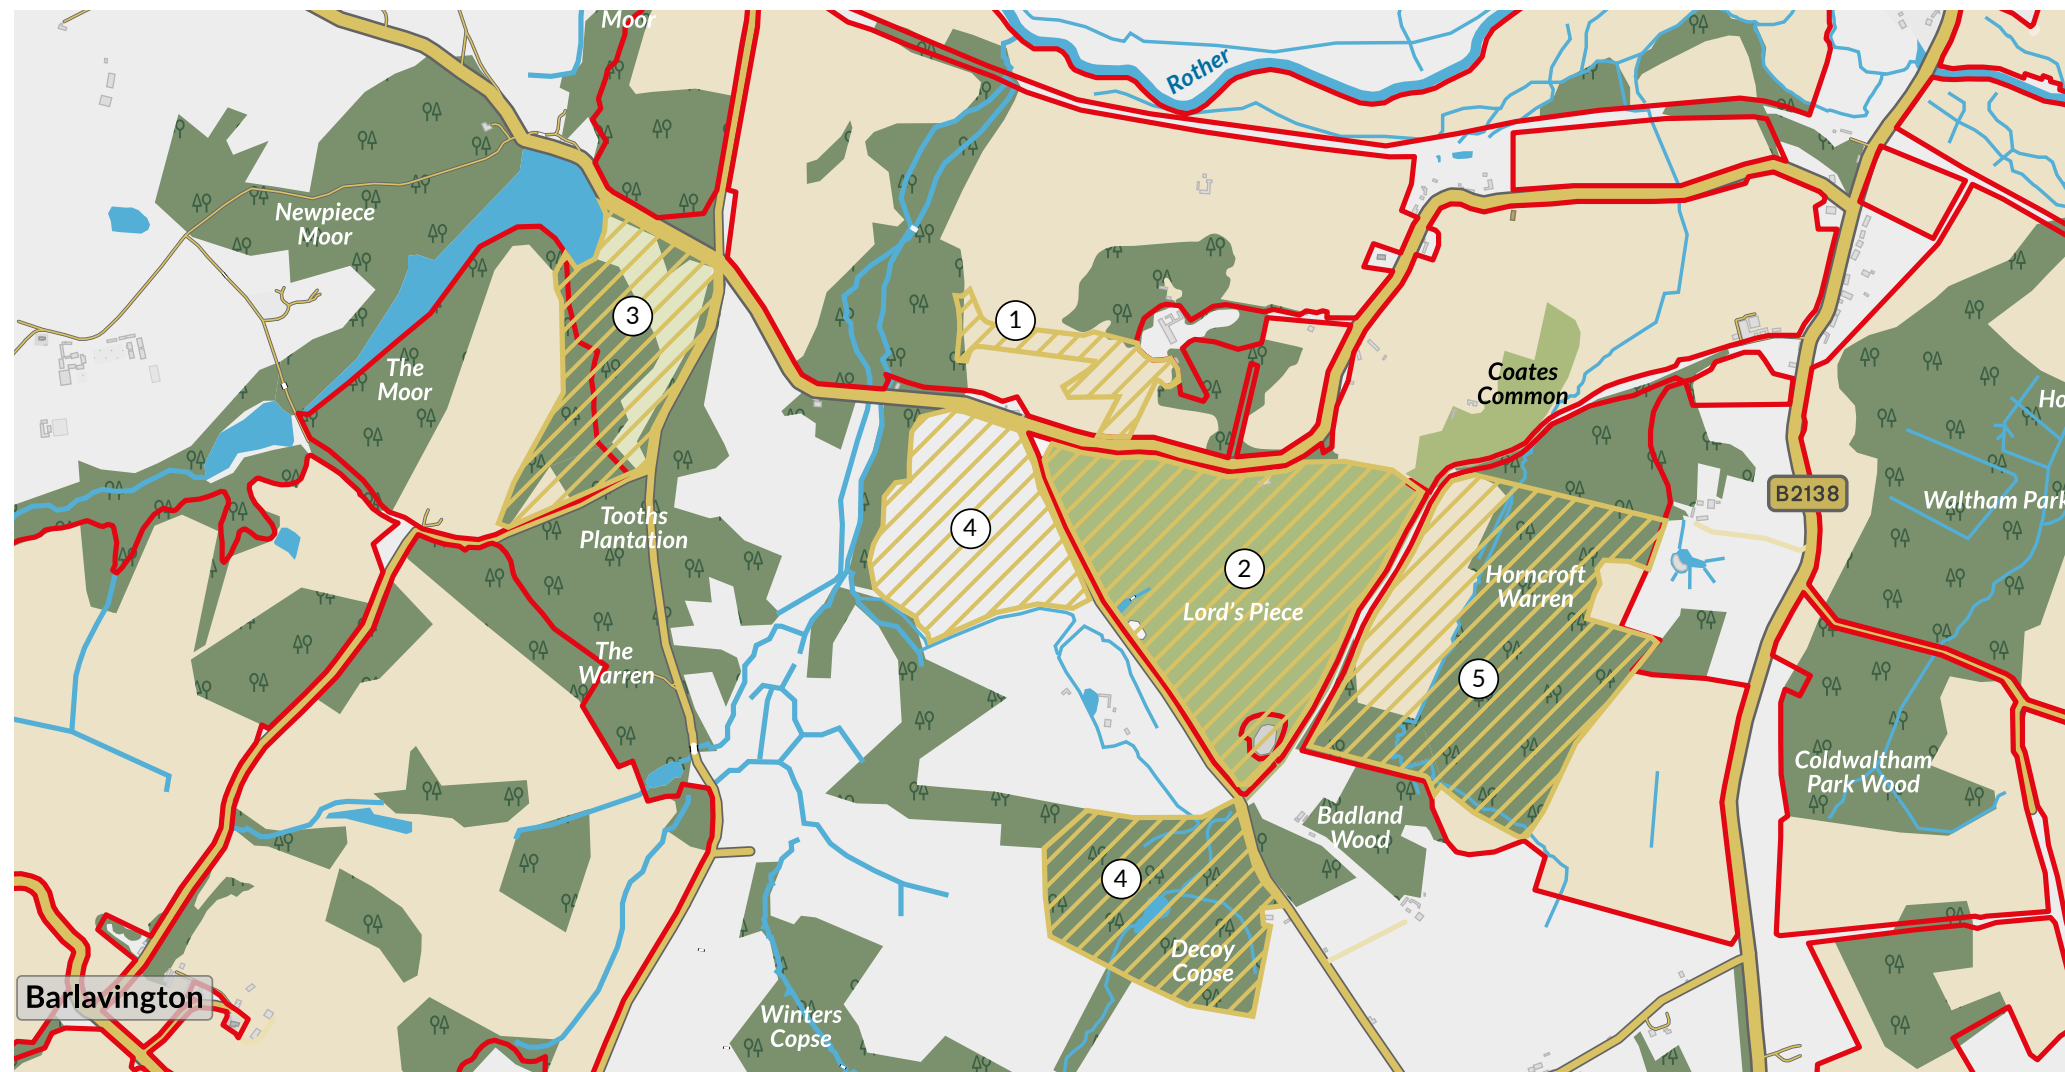 Moor
Rother
Newpiece
Moor
3
1
The
Moor
Coates
Common
Ho
B2138
Waltham Park
Tooths
Plantation
4
2
Lord's Piece
Horncroft
Warren
The
Warren
5
Coldwaltham
Park Wood
Badland
Wood
4
Decoy
Copse
Barlavington
Winters
Copse